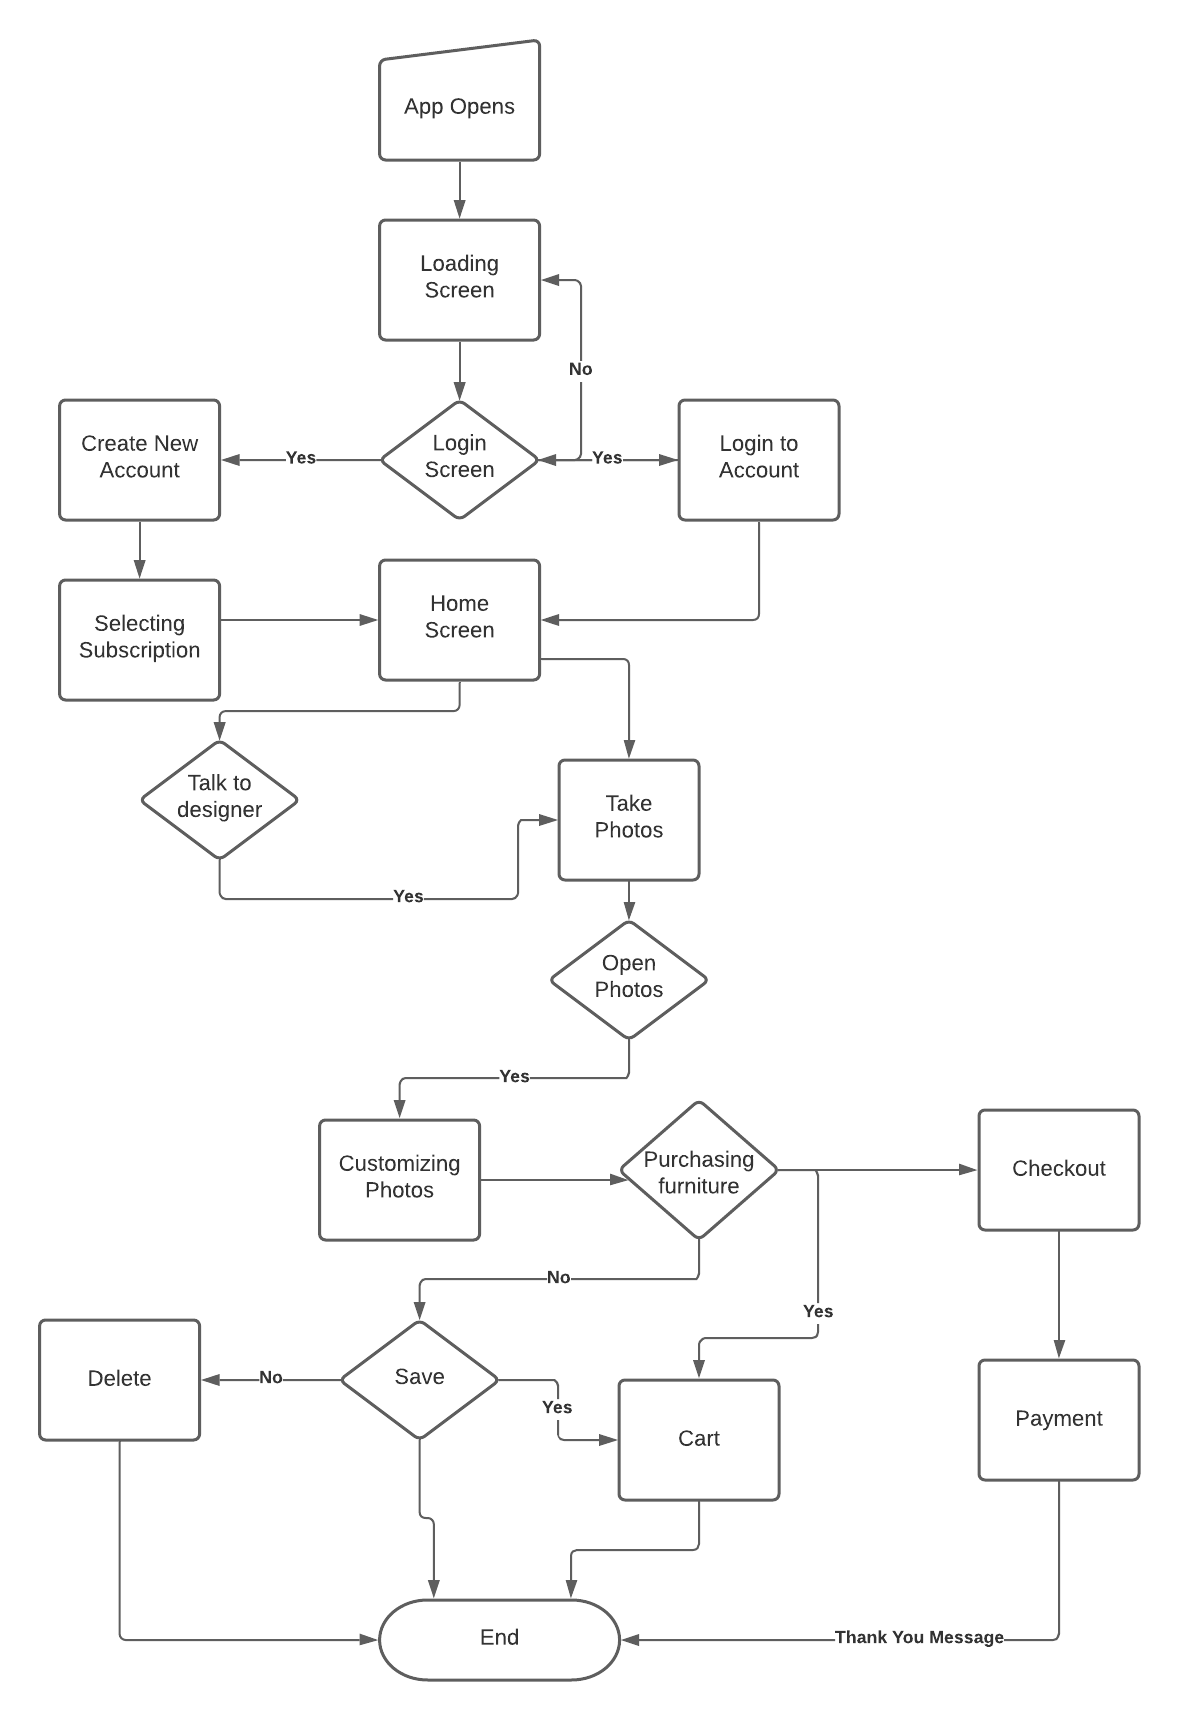 App Opens
Loading
Screen
No
Create New
Account
Yes
Login
Screen
Yes
Login to
Account
Selecting
Subscription
Home
Screen
Talk to
designer
Take
Photos
Yes
Open
Photos
Yes
Customizing
Photos
Purchasing
furniture
Checkout
No
Yes
Delete
No
Save
Yes
Cart
Payment
End
Thank You Message